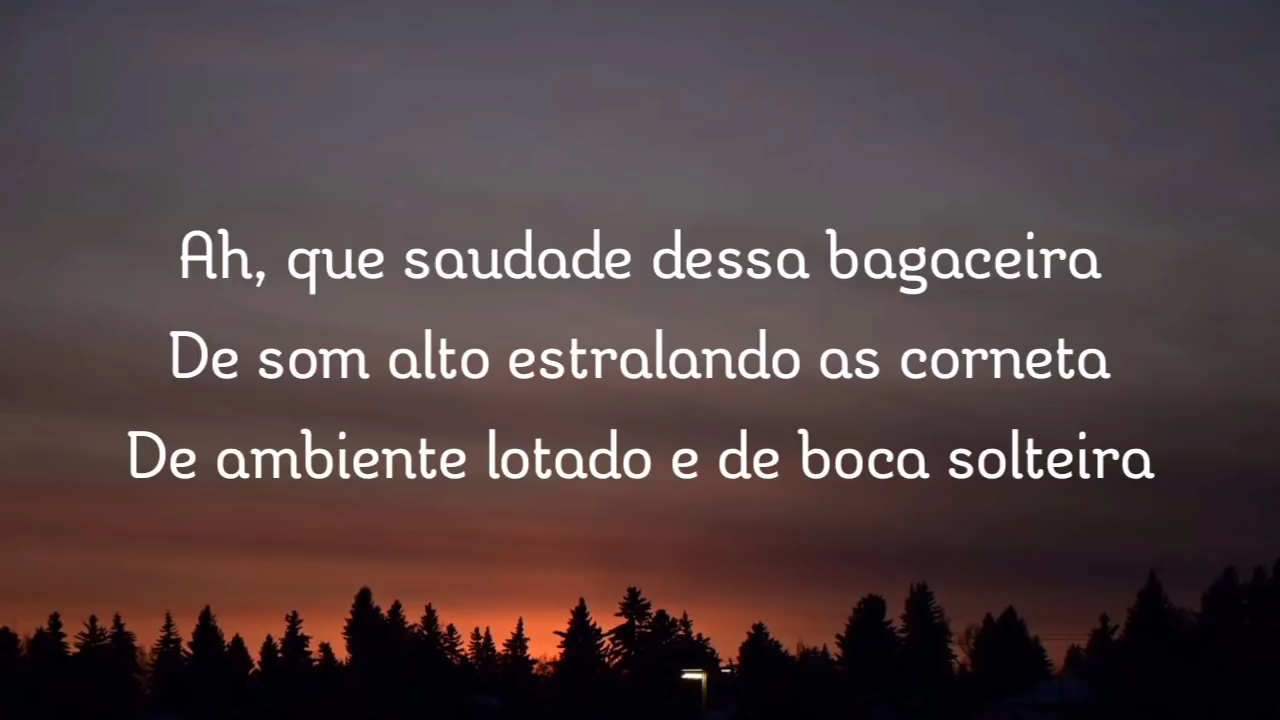 Ah, que saudade dessa bagaceira
De som alto estralando as corneta
De ambiente lotado e de boca solteira